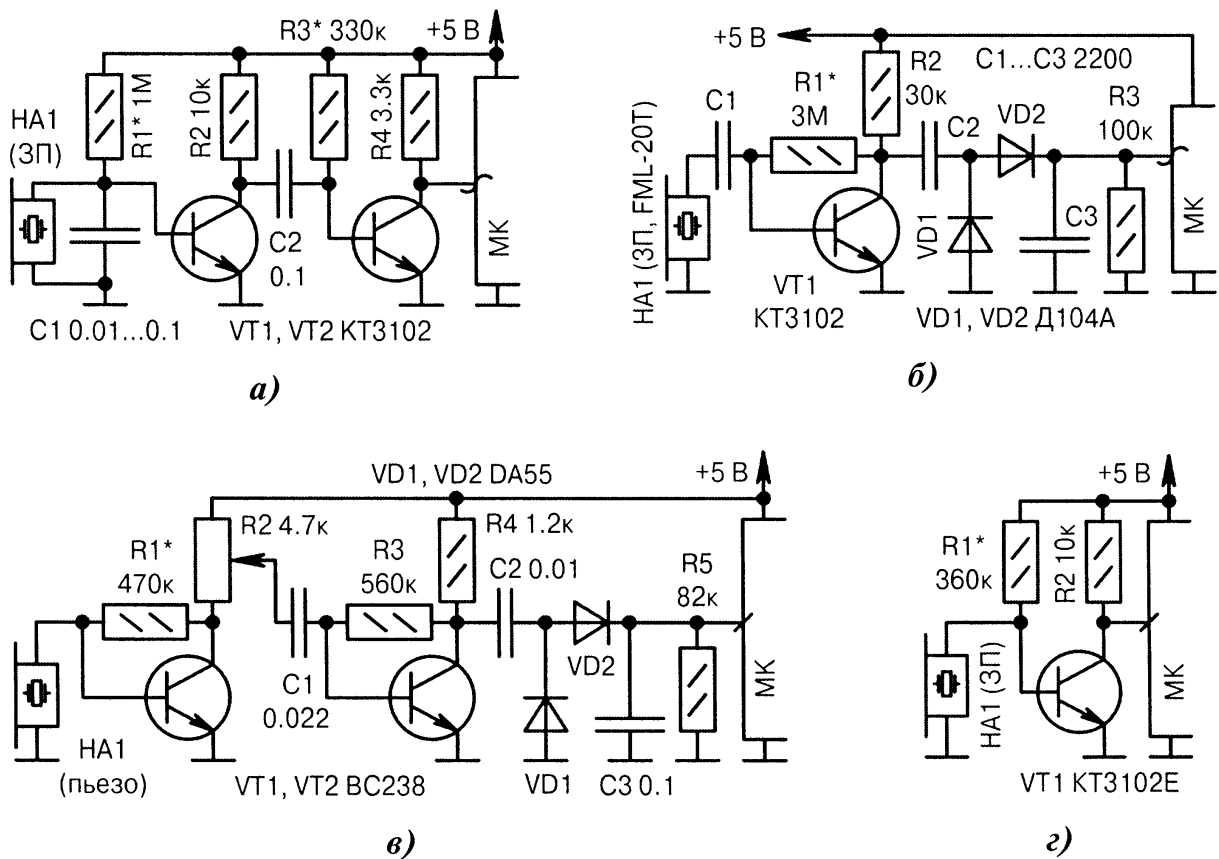 R3* 330к
+5 В
R1* 1М
R2 10к
R4 3.3к
HA1
(ЗП)
C2
0.1
МК
C1 0.01...0.1
VT1, VT2 КТ3102
а)
+5 В
R2
30к
C1...C3 2200
C1
R1*
3М
C2
VD2
R3
100к
HA1 (ЗП, FML-20T)
VD1
C3
МК
VT1
КТ3102
VD1, VD2 Д104А
б)
VD1, VD2 DA55
+5 В
R2 4.7к
R4 1.2к
R1*
470к
R3
560к
C2 0.01
R5
82к
VD2
C1
0.022
МК
HA1
(пьезо)
VT1, VT2 BC238
VD1
C3 0.1
в)
+5 В
R1*
360к
R2 10к
HA1 (ЗП)
МК
VT1 КТ3102Е
г)